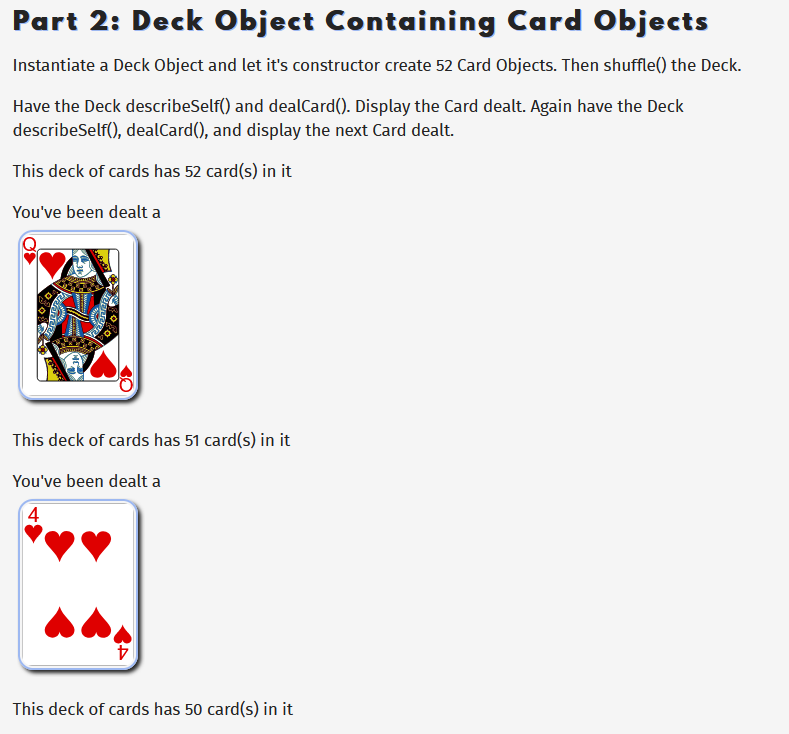 Part 2: Deck Object Containing Card Objects
Instantiate a Deck Object and let it's constructor create 52 Card Objects. Then shuffle() the Deck.
Have the Deck describeSelf() and dealCard(). Display the Card dealt. Again have the Deck
describeSelf(), dealCard(), and display the next Card dealt.
This deck of cards has 52 card(s) in it
You've been dealt a
Q
Q
This deck of cards has 51 card(s) in it
You've been dealt a
4
4
This deck of cards has 50 card(s) in it